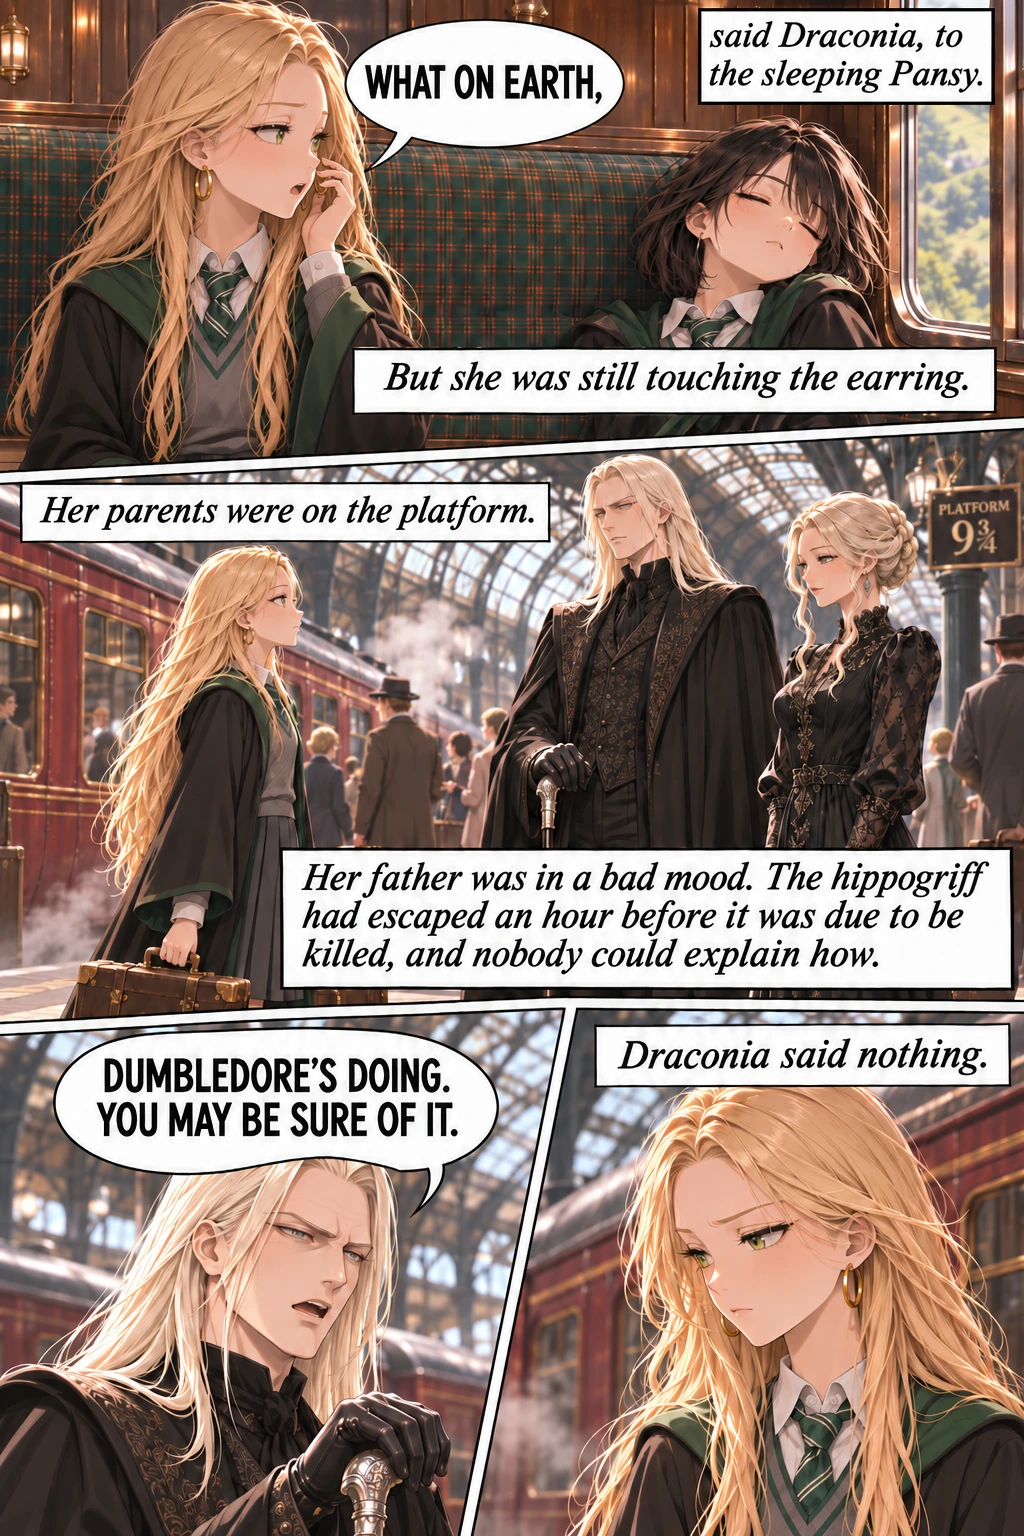 WHAT ON EARTH,
said Draconia, to
the sleeping Pansy.
But she was still touching the earring.
Her parents were on the platform.
PLATFORM
9¾
Her father was in a bad mood. The hippogriff
had escaped an hour before it was due to be
killed, and nobody could explain how.
DUMBLEDORE'S DOING.
YOU MAY BE SURE OF IT.
Draconia said nothing.